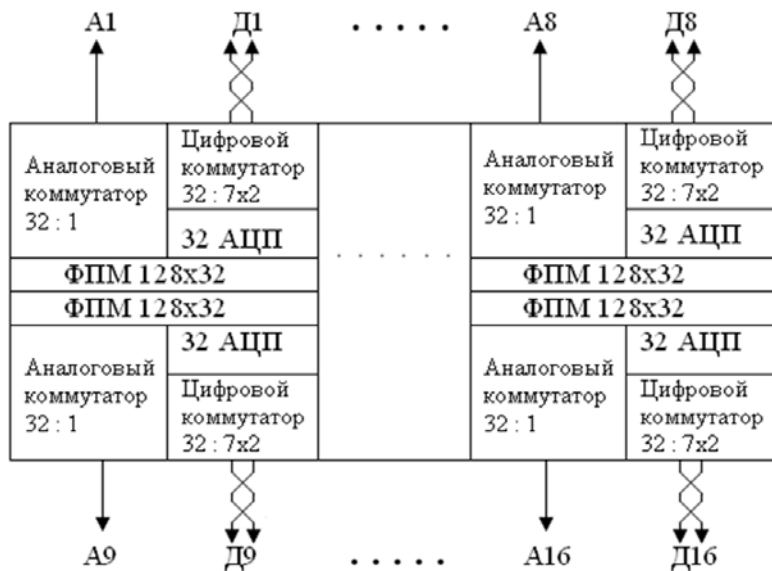 А1 Д1 . . . . . А8 Д8
Аналоговый
коммутатор
32 : 1
Цифровой
коммутатор
32 : 7х2
32 АЦП
. . . . . .
Аналоговый
коммутатор
32 : 1
Цифровой
коммутатор
32 : 7х2
32 АЦП
ФПМ 128х32
ФПМ 128х32
ФПМ 128х32
ФПМ 128х32
Аналоговый
коммутатор
32 : 1
32 АЦП
Цифровой
коммутатор
32 : 7х2
Аналоговый
коммутатор
32 : 1
32 АЦП
Цифровой
коммутатор
32 : 7х2
А9 Д9 . . . . . А16 Д16